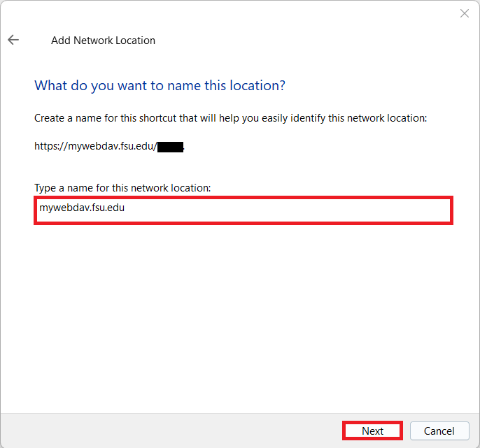 Add Network Location
What do you want to name this location?
Create a name for this shortcut that will help you easily identify this network location:
https://mywebdav.fsu.edu/
Type a name for this network location:
mywebdav.fsu.edu
Next
Cancel